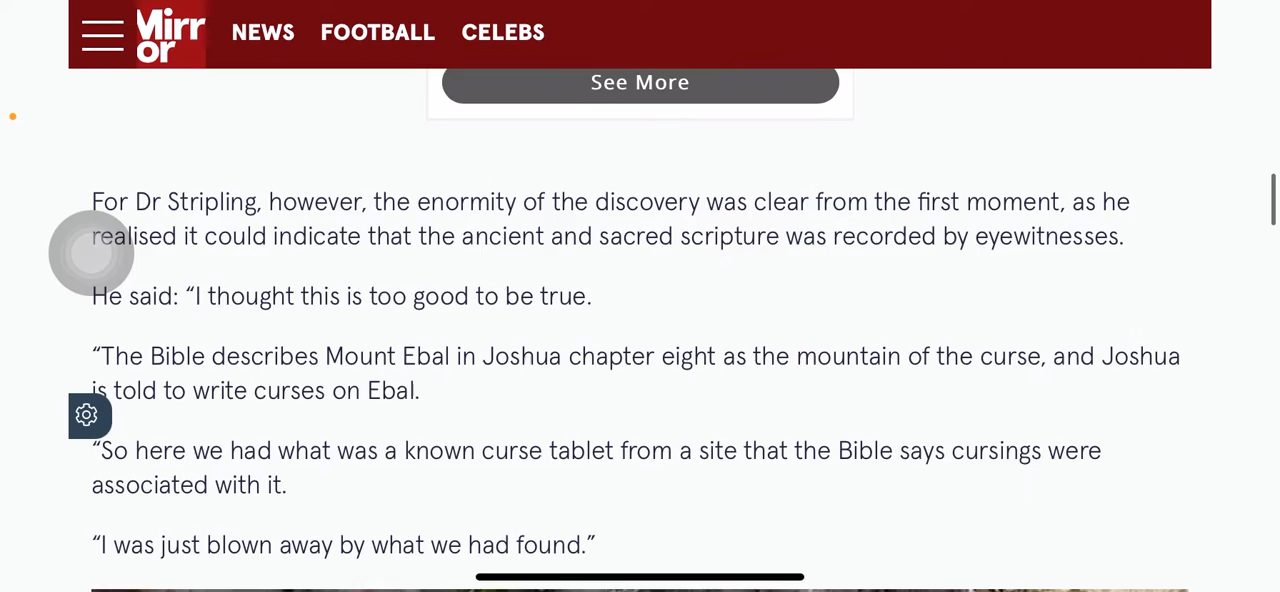 Mirror
NEWS FOOTBALL CELEBS
See More
For Dr Stripling, however, the enormity of the discovery was clear from the first moment, as he
realised it could indicate that the ancient and sacred scripture was recorded by eyewitnesses.
He said: “I thought this is too good to be true.
“The Bible describes Mount Ebal in Joshua chapter eight as the mountain of the curse, and Joshua
is told to write curses on Ebal.
“So here we had what was a known curse tablet from a site that the Bible says cursings were
associated with it.
“I was just blown away by what we had found.”